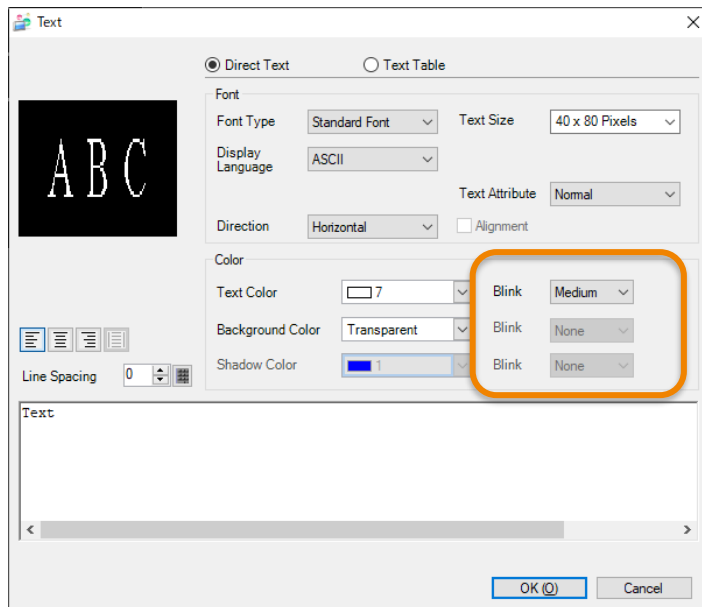 Text
Direct Text
Text Table
Font
Font Type
Standard Font
Text Size
40 x 80 Pixels
Display Language
ASCII
Text Attribute
Normal
Direction
Horizontal
Alignment
ABC
Color
Text Color
7
Blink
Medium
Background Color
Transparent
Blink
None
Shadow Color
1
Blink
None
Line Spacing
0
Text
OK (O)
Cancel